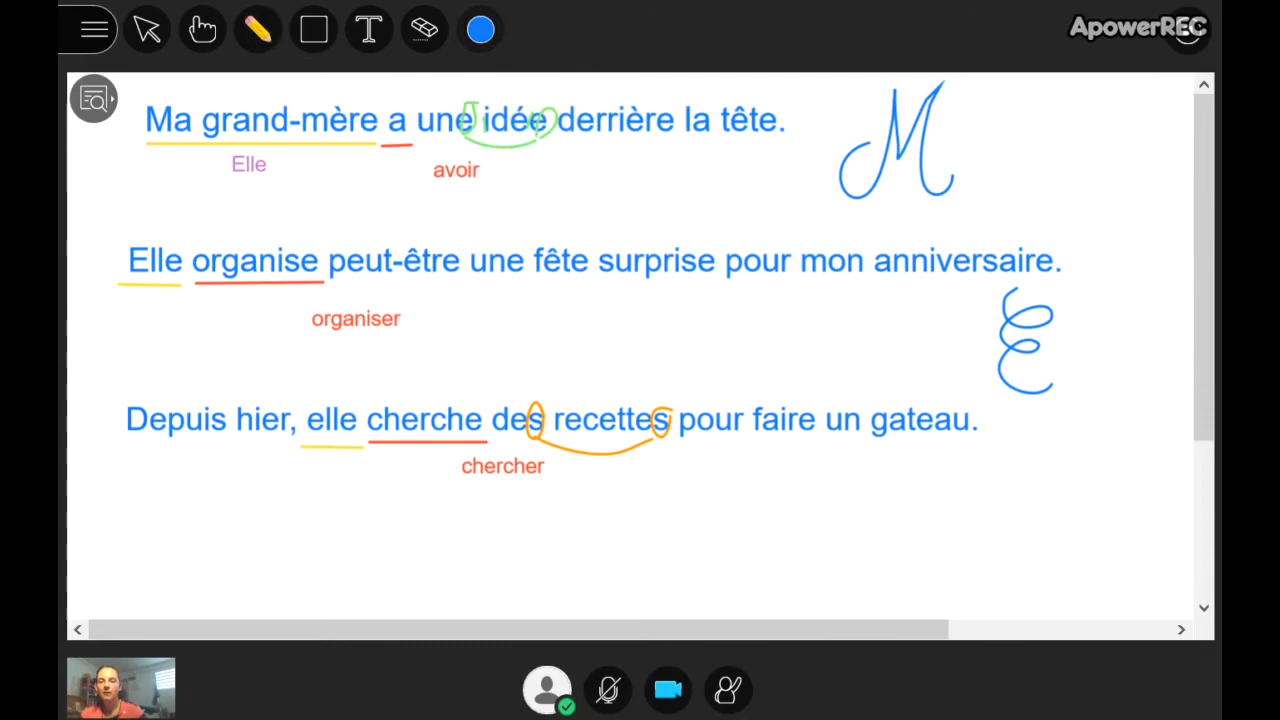 ApowerREC
Ma grand-mère a une idée derrière la tête.
Elle
avoir
M
Elle organise peut-être une fête surprise pour mon anniversaire.
organiser
E
Depuis hier, elle cherche des recettes pour faire un gateau.
chercher